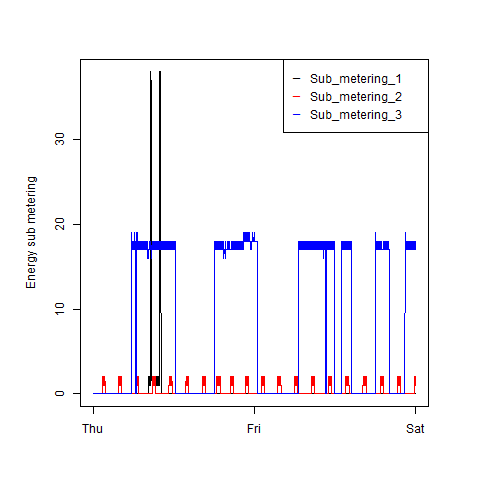 Sub_metering_1
Sub_metering_2
Sub_metering_3
Energy sub metering
30
20
10
0
Thu Fri Sat